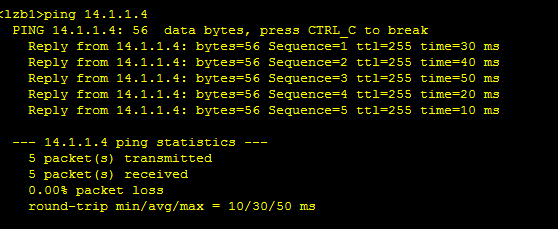 <lzb1>ping 14.1.1.4
PING 14.1.1.4: 56  data bytes, press CTRL_C to break
Reply from 14.1.1.4: bytes=56 Sequence=1 ttl=255 time=30 ms
Reply from 14.1.1.4: bytes=56 Sequence=2 ttl=255 time=40 ms
Reply from 14.1.1.4: bytes=56 Sequence=3 ttl=255 time=50 ms
Reply from 14.1.1.4: bytes=56 Sequence=4 ttl=255 time=20 ms
Reply from 14.1.1.4: bytes=56 Sequence=5 ttl=255 time=10 ms
--- 14.1.1.4 ping statistics ---
5 packet(s) transmitted
5 packet(s) received
0.00% packet loss
round-trip min/avg/max = 10/30/50 ms